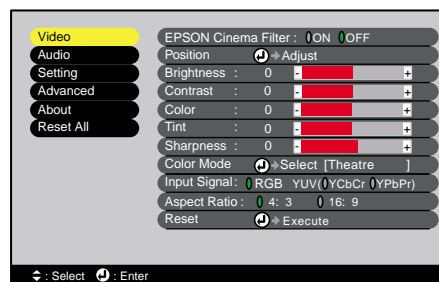 Video
Audio
Setting
Advanced
About
Reset All
EPSON Cinema Filter : ON OFF
Position Adjust
Brightness : 0 - +
Contrast : 0 - +
Color : 0 - +
Tint : 0 - +
Sharpness : 0 - +
Color Mode Select [Theatre ]
Input Signal : RGB YUV(YCbCr YPbPr)
Aspect Ratio : 4: 3 16: 9
Reset Execute
: Select : Enter